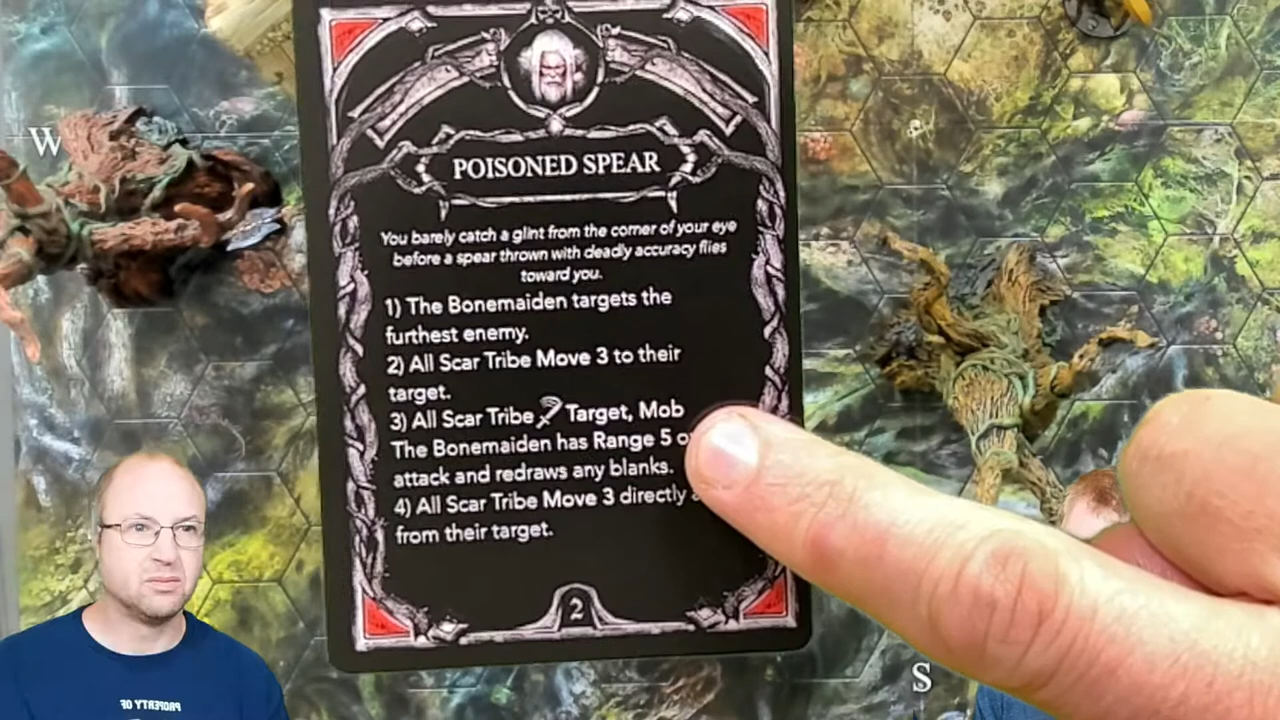 W
POISONED SPEAR
You barely catch a glint from the corner of your eye
before a spear thrown with deadly accuracy flies
toward you.
1) The Bonemaiden targets the
furthest enemy.
2) All Scar Tribe Move 3 to their
target.
3) All Scar Tribe Target, Mob
The Bonemaiden has Range 5
attack and redraws any blanks.
4) All Scar Tribe Move 3 directly
from their target.
2
S
PROPERTY OF